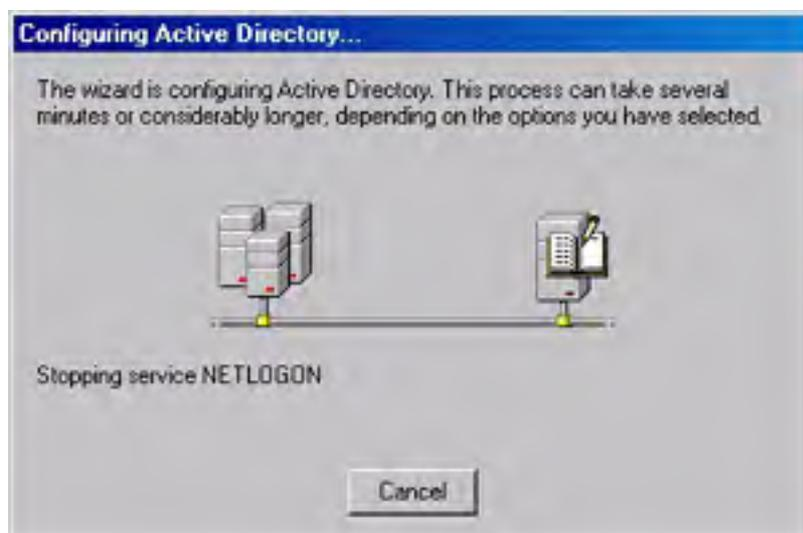 Configuring Active Directory...
The wizard is configuring Active Directory. This process can take several
minutes or considerably longer, depending on the options you have selected.
Stopping service NETLOGON
Cancel